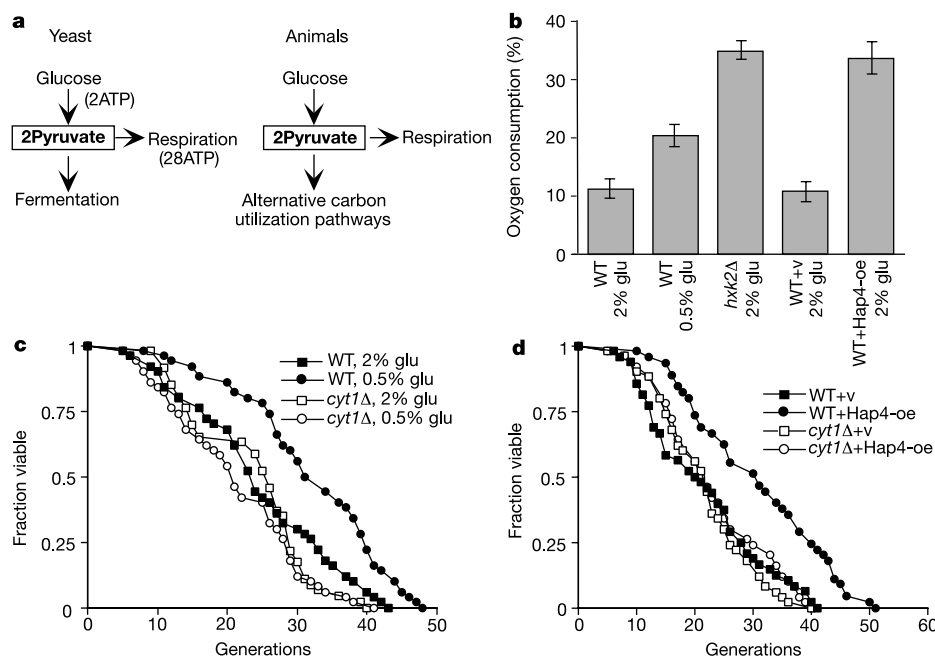 a
Yeast
Animals
Glucose
(2ATP)
Glucose
2Pyruvate
Respiration
(28ATP)
2Pyruvate
Respiration
Fermentation
Alternative carbon
utilization pathways
b
Oxygen consumption (%)
40
30
20
10
0
WT
2% glu
WT
0.5% glu
hxk2Δ
2% glu
WT+v
2% glu
WT+Hap4-oe
2% glu
c
Fraction viable
1
0.75
0.5
0.25
0
0 10 20 30 40 50
Generations
WT, 2% glu
WT, 0.5% glu
cyt1Δ, 2% glu
cyt1Δ, 0.5% glu
d
Fraction viable
1
0.75
0.5
0.25
0
0 10 20 30 40 50 60
Generations
WT+v
WT+Hap4-oe
cyt1Δ+v
cyt1Δ+Hap4-oe